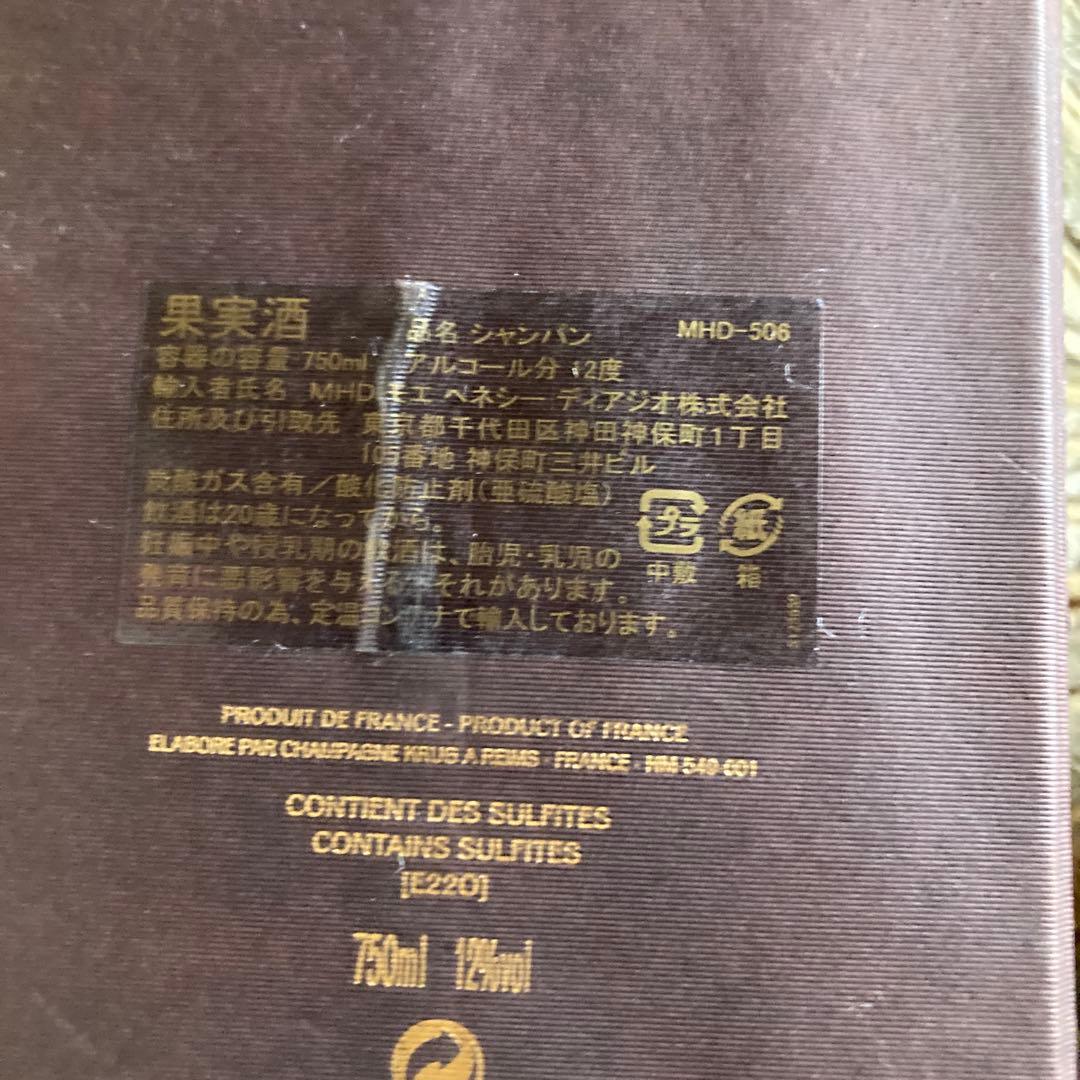 果実酒 品名 シャンパン MHD-506
容器の容量 750ml アルコール分 12度
輸入者氏名 MHD モエ ヘネシー ディアジオ株式会社
住所及び引取先 東京都千代田区神田神保町1丁目
105番地 神保町三井ビル
炭酸ガス含有/酸化防止剤(亜硫酸塩)
飲酒は20歳になってから。
妊娠中や授乳期の飲酒は、胎児・乳児の
発育に悪影響を与えるおそれがあります。
品質保持の為、定温コンテナで輸入しております。
プラ 紙
中敷 箱
PRODUIT DE FRANCE - PRODUCT OF FRANCE
ELABORE PAR CHAMPAGNE KRUG A REIMS - FRANCE - NM 549-001
CONTIENT DES SULFITES
CONTAINS SULFITES
[E220]
750ml 12%vol